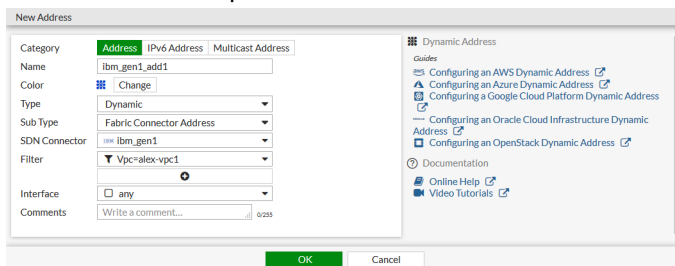 New Address
Category Address IPv6 Address Multicast Address
Name ibm_gen1_add1
Color Change
Type Dynamic
Sub Type Fabric Connector Address
SDN Connector ibm_gen1
Filter Vpc=alex-vpc1
Interface any
Comments Write a comment... 0/255
OK Cancel
Dynamic Address
Guides
Configuring an AWS Dynamic Address
Configuring an Azure Dynamic Address
Configuring a Google Cloud Platform Dynamic Address
Configuring an Oracle Cloud Infrastructure Dynamic
Address
Configuring an OpenStack Dynamic Address
Documentation
Online Help
Video Tutorials